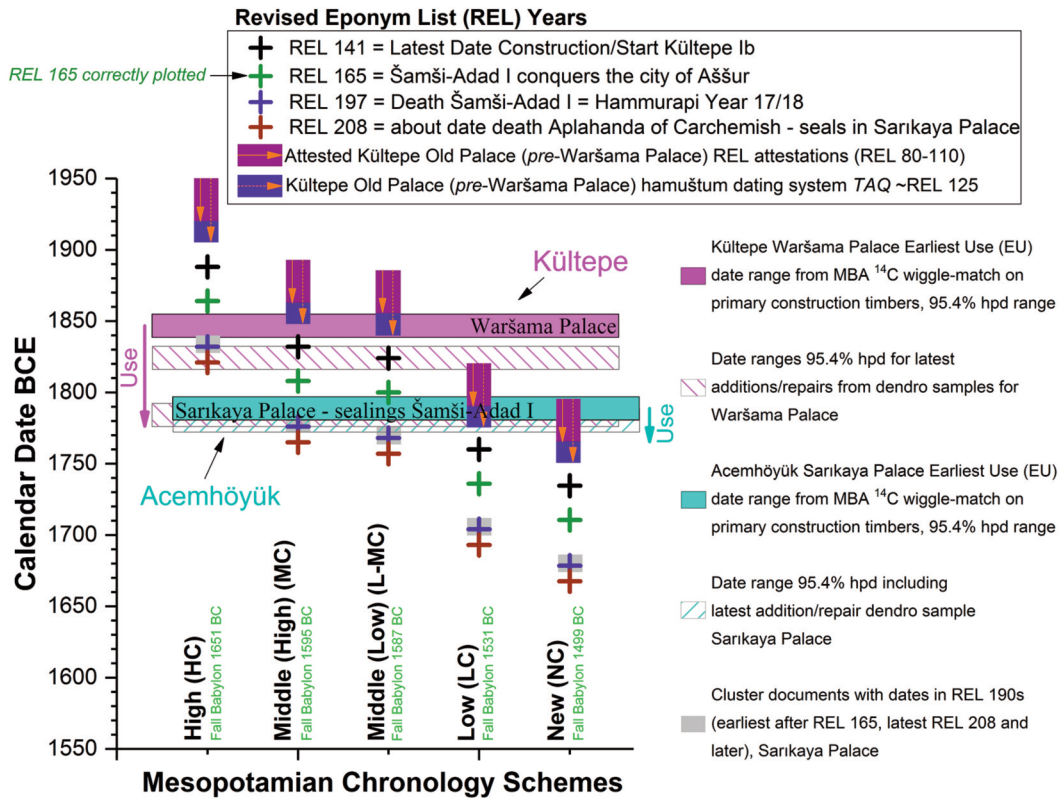 Revised Eponym List (REL) Years
REL 141 = Latest Date Construction/Start Kültepe Ib
REL 165 correctly plotted
REL 165 = Šamši-Adad I conquers the city of Aššur
REL 197 = Death Šamši-Adad I = Hammurapi Year 17/18
REL 208 = about date death Aplahanda of Carchemish - seals in Sarıkaya Palace
Attested Kültepe Old Palace (pre-Waršama Palace) REL attestations (REL 80-110)
Kültepe Old Palace (pre-Waršama Palace) hamuštum dating system TAQ ~REL 125
Calendar Date BCE
1950
1900
1850
1800
1750
1700
1650
1600
1550
Kültepe
Waršama Palace
Use
Sarıkaya Palace - sealings Šamši-Adad I
Use
Acemhöyük
High (HC)
Fall Babylon 1651 BC
Middle (High) (MC)
Fall Babylon 1595 BC
Middle (Low) (L-MC)
Fall Babylon 1587 BC
Low (LC)
Fall Babylon 1531 BC
New (NC)
Fall Babylon 1499 BC
Mesopotamian Chronology Schemes
Kültepe Waršama Palace Earliest Use (EU)
date range from MBA ¹⁴C wiggle-match on
primary construction timbers, 95.4% hpd range
Date ranges 95.4% hpd for latest
additions/repairs from dendro samples for
Waršama Palace
Acemhöyük Sarıkaya Palace Earliest Use (EU)
date range from MBA ¹⁴C wiggle-match on
primary construction timbers, 95.4% hpd range
Date range 95.4% hpd including
latest addition/repair dendro sample
Sarıkaya Palace
Cluster documents with dates in REL 190s
(earliest after REL 165, latest REL 208 and
later), Sarıkaya Palace